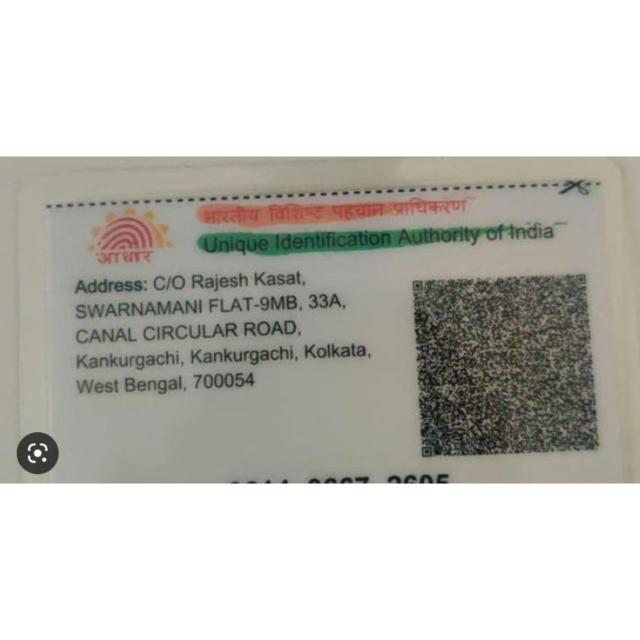 भारतीय विशिष्ट पहचान प्राधिकरण
Unique Identification Authority of India
आधार
Address: C/O Rajesh Kasat,
SWARNAMANI FLAT-9MB, 33A,
CANAL CIRCULAR ROAD,
Kankurgachi, Kankurgachi, Kolkata,
West Bengal, 700054